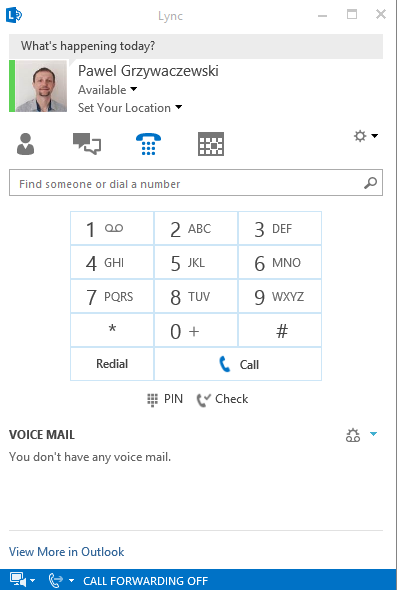 Lync
What's happening today?
Pawel Grzywaczewski
Available
Set Your Location
Find someone or dial a number
1 2 ABC 3 DEF
4 GHI 5 JKL 6 MNO
7 PQRS 8 TUV 9 WXYZ
* 0 + #
Redial Call
PIN Check
VOICE MAIL
You don't have any voice mail.
View More in Outlook
CALL FORWARDING OFF